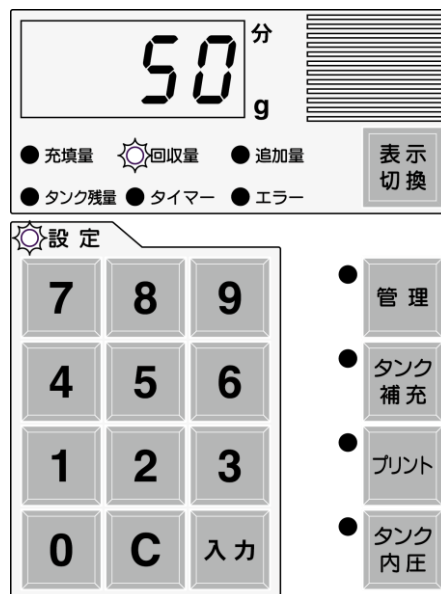 50
分
g
充填量 回収量 追加量
タンク残量 タイマー エラー
表示
切換
設定
7 8 9
4 5 6
1 2 3
0 C 入力
管理
タンク
補充
プリント
タンク
内圧